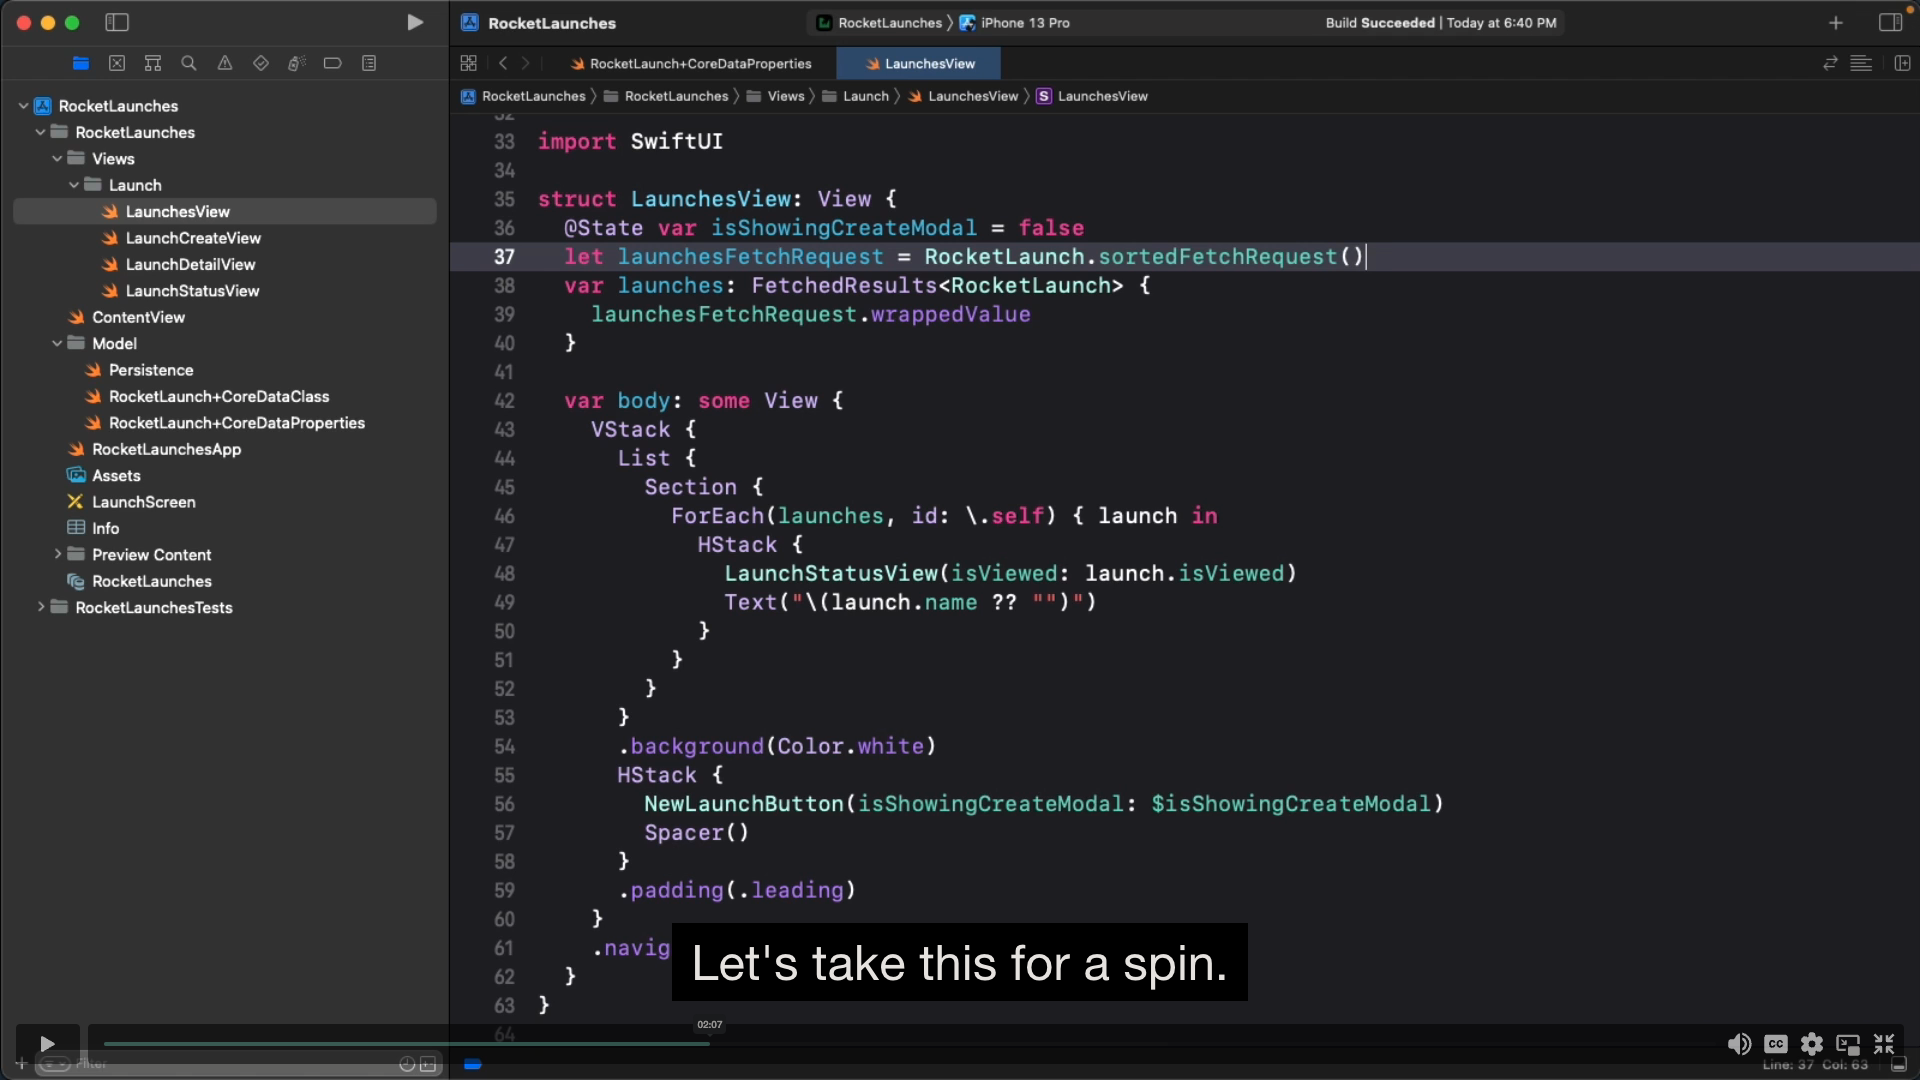 RocketLaunches
RocketLaunches 〉 iPhone 13 Pro
Build Succeeded | Today at 6:40 PM
RocketLaunch+CoreDataProperties
LaunchesView
RocketLaunches 〉 RocketLaunches 〉 Views 〉 Launch 〉 LaunchesView 〉 S LaunchesView
RocketLaunches
RocketLaunches
Views
Launch
LaunchesView
LaunchCreateView
LaunchDetailView
LaunchStatusView
ContentView
Model
Persistence
RocketLaunch+CoreDataClass
RocketLaunch+CoreDataProperties
RocketLaunchesApp
Assets
LaunchScreen
Info
Preview Content
RocketLaunches
RocketLaunchesTests
Filter
32
33 import SwiftUI
34
35 struct LaunchesView: View {
36   @State var isShowingCreateModal = false
37   let launchesFetchRequest = RocketLaunch.sortedFetchRequest()
38   var launches: FetchedResults<RocketLaunch> {
39     launchesFetchRequest.wrappedValue
40   }
41
42   var body: some View {
43     VStack {
44       List {
45         Section {
46           ForEach(launches, id: \.self) { launch in
47             HStack {
48               LaunchStatusView(isViewed: launch.isViewed)
49               Text("\(launch.name ?? "")")
50             }
51           }
52         }
53       }
54       .background(Color.white)
55       HStack {
56         NewLaunchButton(isShowingCreateModal: $isShowingCreateModal)
57         Spacer()
58       }
59       .padding(.leading)
60     }
61     .navig
62   }
63 }
64
Let's take this for a spin.
02:07
CC
Line: 37 Col: 63